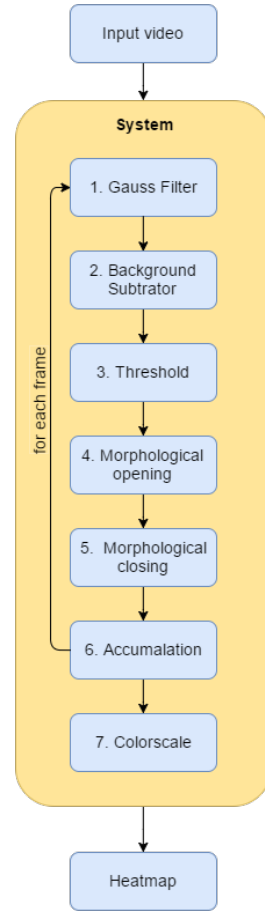 Input video
System
1. Gauss Filter
2. Background
Subtrator
3. Threshold
4. Morphological
opening
5. Morphological
closing
6. Accumalation
7. Colorscale
for each frame
Heatmap